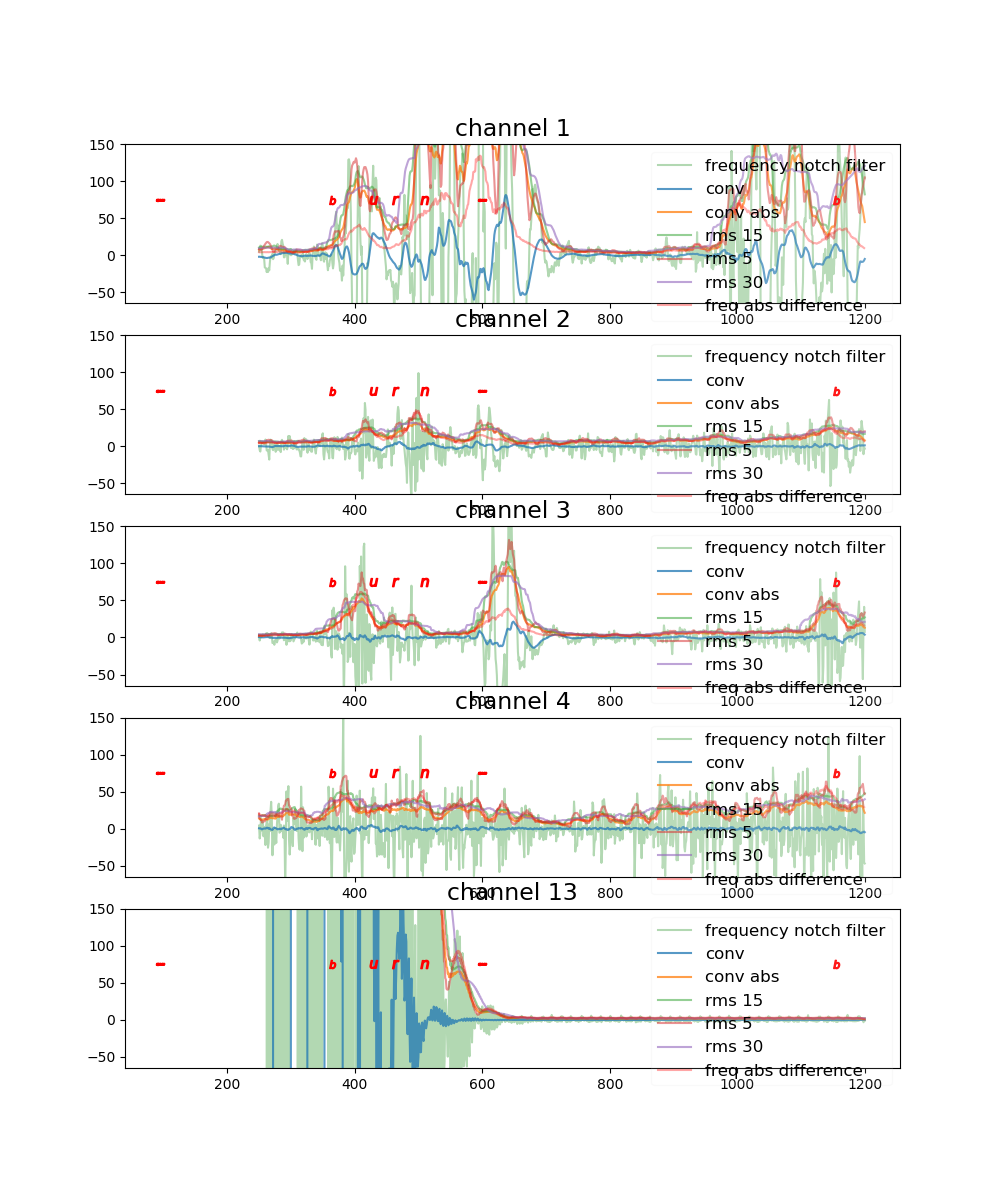 channel 1
150
100
50
0
−50
- b u r n - b
frequency notch filter
conv
conv abs
rms 15
rms 5
rms 30
freq abs difference
200 400 600 800 1000 1200
channel 2
150
100
50
0
−50
- b u r n - b
frequency notch filter
conv
conv abs
rms 15
rms 5
rms 30
freq abs difference
200 400 600 800 1000 1200
channel 3
150
100
50
0
−50
- b u r n - b
frequency notch filter
conv
conv abs
rms 15
rms 5
rms 30
freq abs difference
200 400 600 800 1000 1200
channel 4
150
100
50
0
−50
- b u r n - b
frequency notch filter
conv
conv abs
rms 15
rms 5
rms 30
freq abs difference
200 400 600 800 1000 1200
channel 13
150
100
50
0
−50
- b u r n - b
frequency notch filter
conv
conv abs
rms 15
rms 5
rms 30
freq abs difference
200 400 600 800 1000 1200